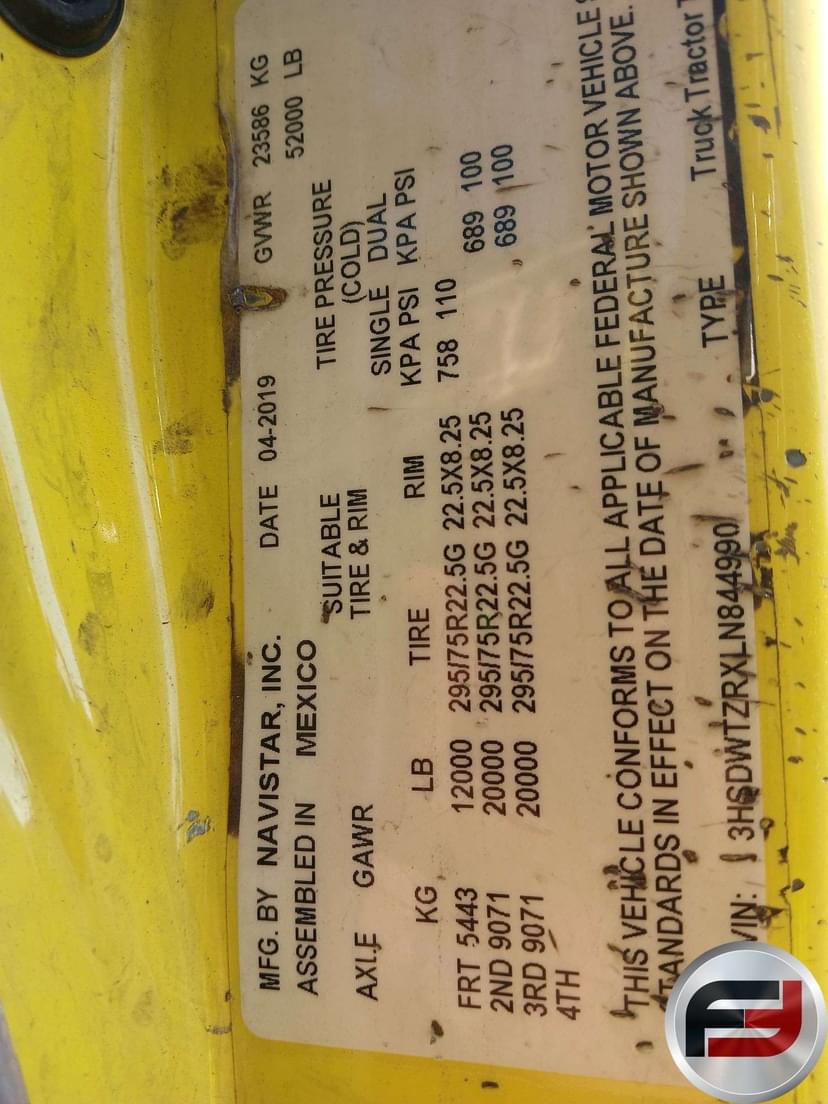 MFG. BY NAVISTAR, INC. DATE 04-2019 GVWR 23586 KG
ASSEMBLED IN MEXICO 52000 LB
SUITABLE TIRE PRESSURE
AXLE GAWR TIRE & RIM (COLD)
SINGLE DUAL
KG LB TIRE RIM KPA PSI KPA PSI
FRT 5443 12000 295/75R22.5G 22.5X8.25 758 110
2ND 9071 20000 295/75R22.5G 22.5X8.25 689 100
3RD 9071 20000 295/75R22.5G 22.5X8.25 689 100
4TH
THIS VEHICLE CONFORMS TO ALL APPLICABLE FEDERAL MOTOR VEHICLE
STANDARDS IN EFFECT ON THE DATE OF MANUFACTURE SHOWN ABOVE.
VIN: 3HSDWTZRXLN844990 TYPE Truck Tractor